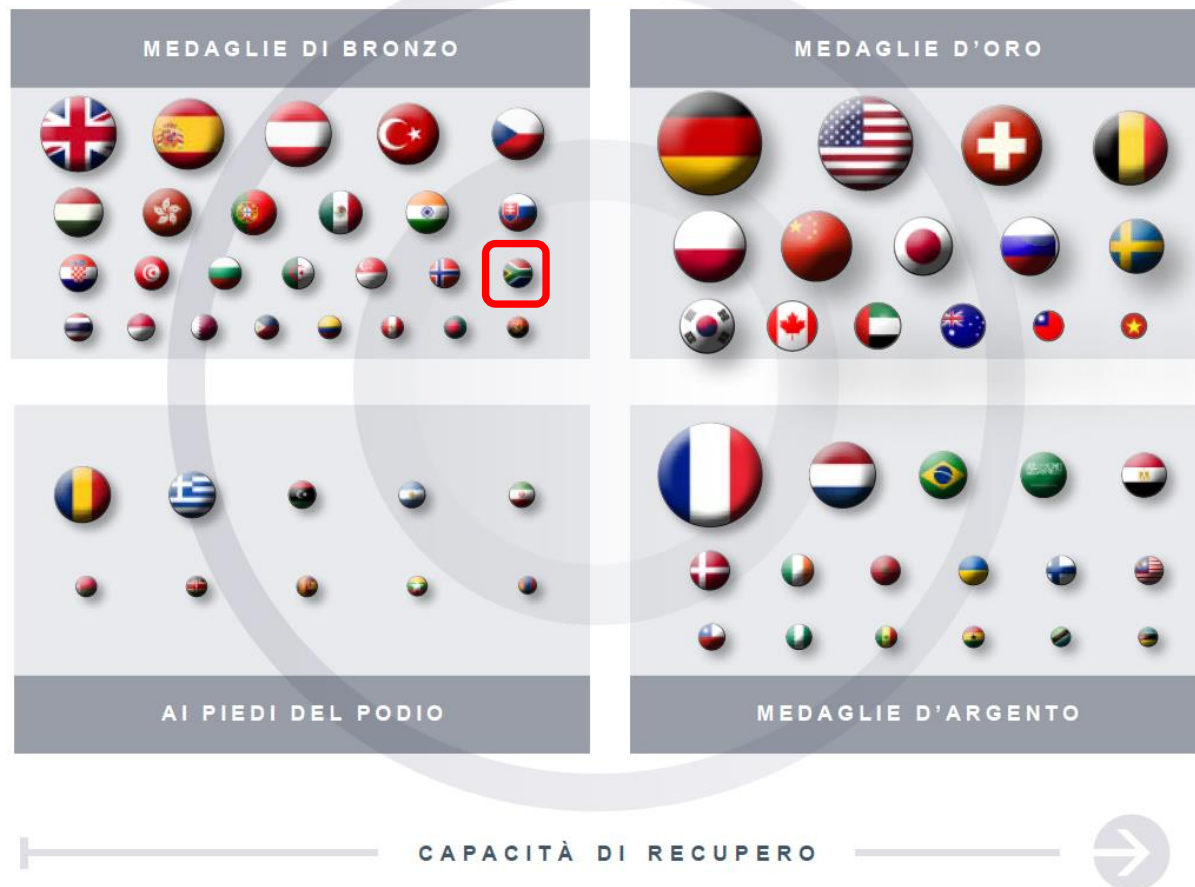 MEDAGLIE DI BRONZO
MEDAGLIE D’ORO
AI PIEDI DEL PODIO
MEDAGLIE D’ARGENTO
CAPACITÀ DI RECUPERO